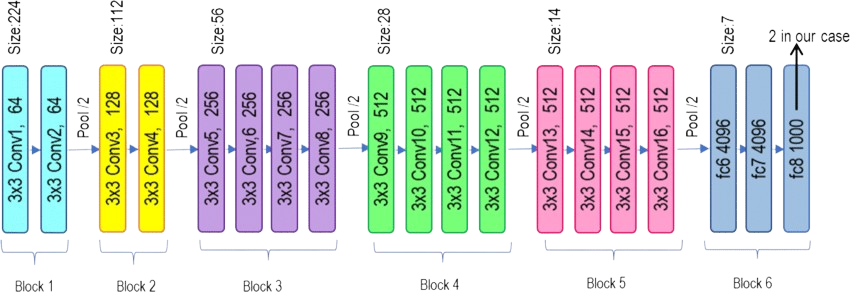 Size:224
Size:112
Size:56
Size:28
Size:14
Size:7
2 in our case
3x3 Conv1, 64
3x3 Conv2, 64
Pool /2
3x3 Conv3, 128
3x3 Conv4, 128
Pool /2
3x3 Conv5, 256
3x3 Conv,6 256
3x3 Conv7, 256
3x3 Conv8, 256
Pool /2
3x3 Conv9, 512
3x3 Conv10, 512
3x3 Conv11, 512
3x3 Conv12, 512
Pool /2
3x3 Conv13, 512
3x3 Conv14, 512
3x3 Conv15, 512
3x3 Conv16, 512
Pool /2
fc6 4096
fc7 4096
fc8 1000
Block 1
Block 2
Block 3
Block 4
Block 5
Block 6